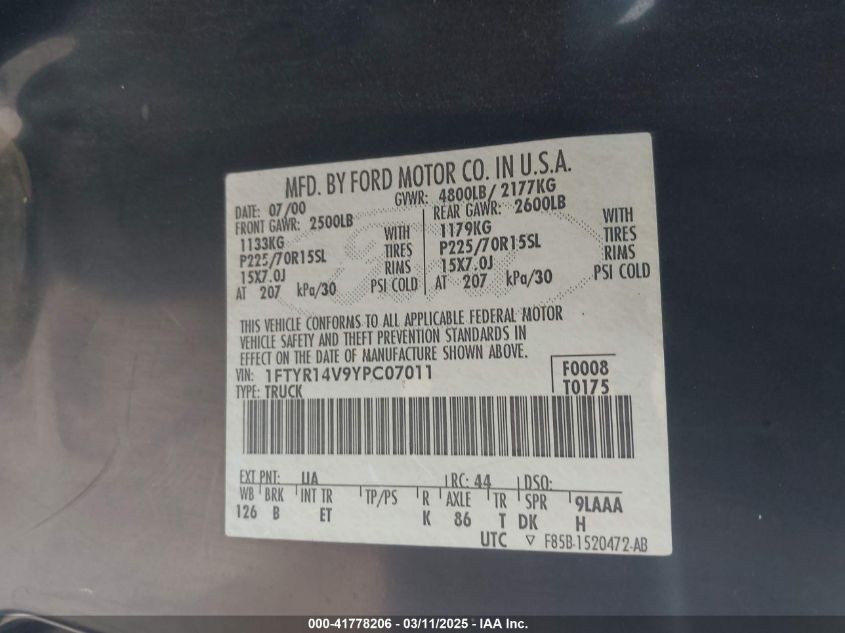 MFD. BY FORD MOTOR CO. IN U.S.A.
DATE: 07/00 GVWR: 4800LB/ 2177KG
FRONT GAWR: 2500LB REAR GAWR: 2600LB
1133KG WITH 1179KG WITH
P225/70R15SL TIRES P225/70R15SL TIRES
15X7.0J RIMS 15X7.0J RIMS
AT 207 kPa/30 PSI COLD AT 207 kPa/30 PSI COLD
THIS VEHICLE CONFORMS TO ALL APPLICABLE FEDERAL MOTOR
VEHICLE SAFETY AND THEFT PREVENTION STANDARDS IN
EFFECT ON THE DATE OF MANUFACTURE SHOWN ABOVE.
VIN: 1FTYR14V9YPC07011 F0008
TYPE: TRUCK T0175
EXT PNT: UA RC: 44 DSO:
WB BRK INT TR TP/PS R AXLE TR SPR 9LAAA
126 B ET K 86 T DK H
UTC ▽ F85B-1520472-AB
000-41778206 - 03/11/2025 - IAA Inc.